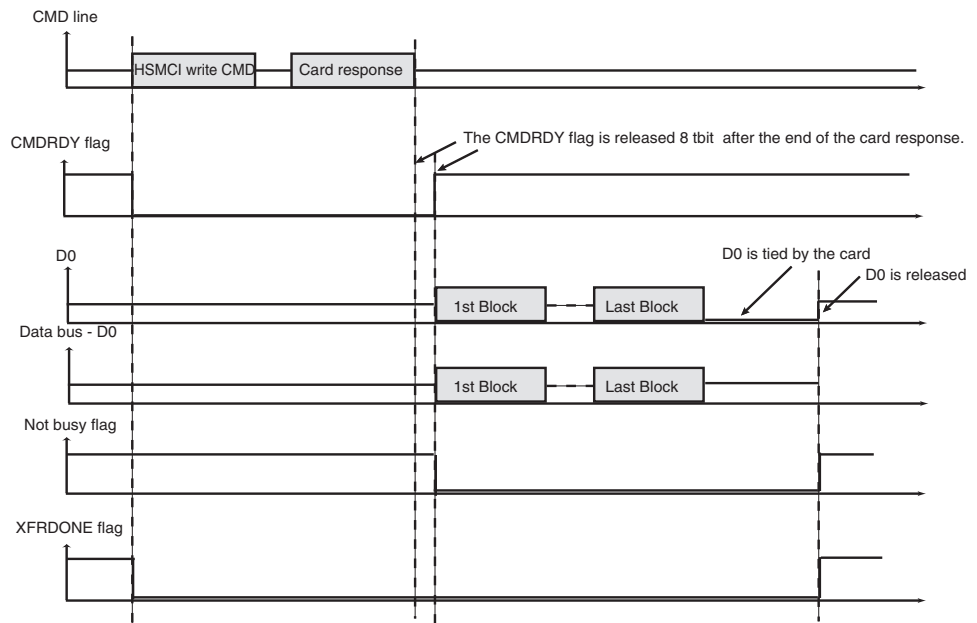 CMD line
HSMCI write CMD
Card response
CMDRDY flag
The CMDRDY flag is released 8 tbit after the end of the card response.
D0
D0 is tied by the card
D0 is released
1st Block
Last Block
Data bus - D0
1st Block
Last Block
Not busy flag
XFRDONE flag